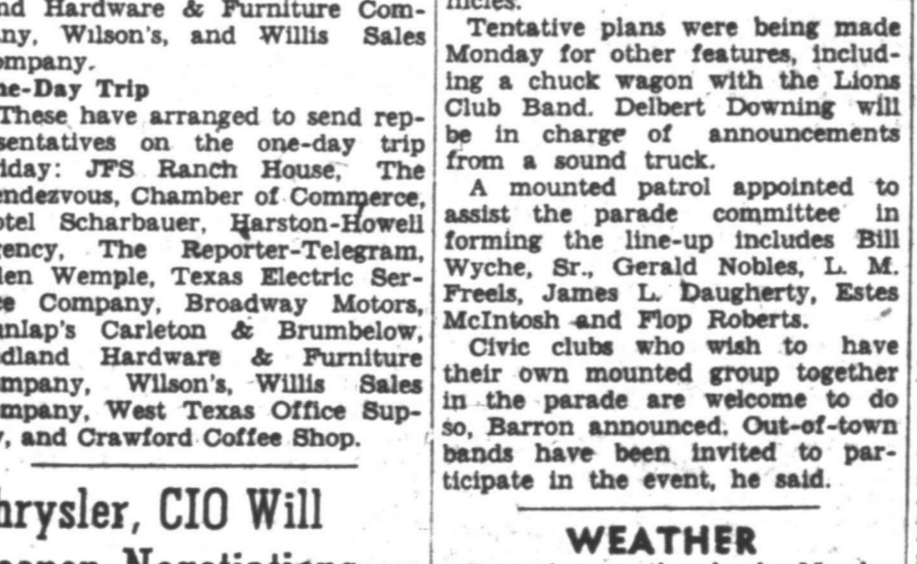 nd Hardware & Furniture Com-
ny, Wilson's, and Willis Sales
ompany.
ne-Day Trip
These have arranged to send rep-
sentatives on the one-day trip
iday: JFS Ranch House, The
endezvous, Chamber of Commerce,
otel Scharbauer, Harston-Howell
gency, The Reporter-Telegram,
len Wemple, Texas Electric Ser-
ce Company, Broadway Motors,
unlap's Carleton & Brumbelow,
dland Hardware & Furniture
mpany, Wilson's, Willis Sales
ompany, West Texas Office Sup-
y, and Crawford Coffee Shop.
hrysler, CIO Will
Negotiations
Tentative plans were being made
Monday for other features, includ-
ing a chuck wagon with the Lions
Club Band. Delbert Downing will
be in charge of announcements
from a sound truck.
A mounted patrol appointed to
assist the parade committee in
forming the line-up includes Bill
Wyche, Sr., Gerald Nobles, L. M.
Freels, James L. Daugherty, Estes
McIntosh and Flop Roberts.
Civic clubs who wish to have
their own mounted group together
in the parade are welcome to do
so, Barron announced. Out-of-town
bands have been invited to par-
ticipate in the event, he said.
WEATHER